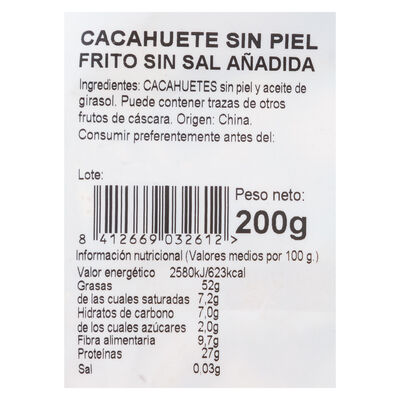 CACAHUETE SIN PIEL
FRITO SIN SAL AÑADIDA
Ingredientes: CACAHUETES sin piel y aceite de
girasol. Puede contener trazas de otros
frutos de cáscara. Origen: China.
Consumir preferentemente antes del:
Lote:
Peso neto:
200g
8 412669 032612 >
Información nutricional (Valores medios por 100 g.)
Valor energético 2580kJ/623kcal
Grasas 52g
de las cuales saturadas 7,2g
Hidratos de carbono 7,0g
de los cuales azúcares 2,0g
Fibra alimentaria 9,7g
Proteínas 27g
Sal 0.03g